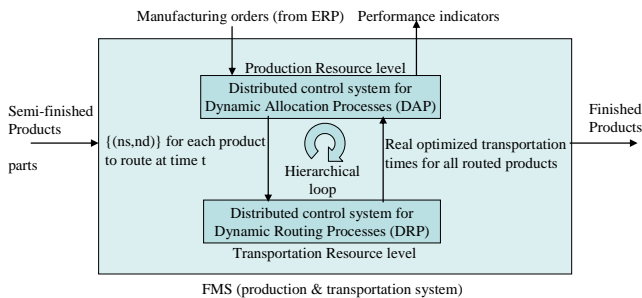 Manufacturing orders (from ERP)
Performance indicators
Production Resource level
Distributed control system for
Dynamic Allocation Processes (DAP)
Semi-finished
Products
parts
{(ns,nd)} for each product
to route at time t
Hierarchical
loop
Real optimized transportation
times for all routed products
Finished
Products
Distributed control system for
Dynamic Routing Processes (DRP)
Transportation Resource level
FMS (production & transportation system)